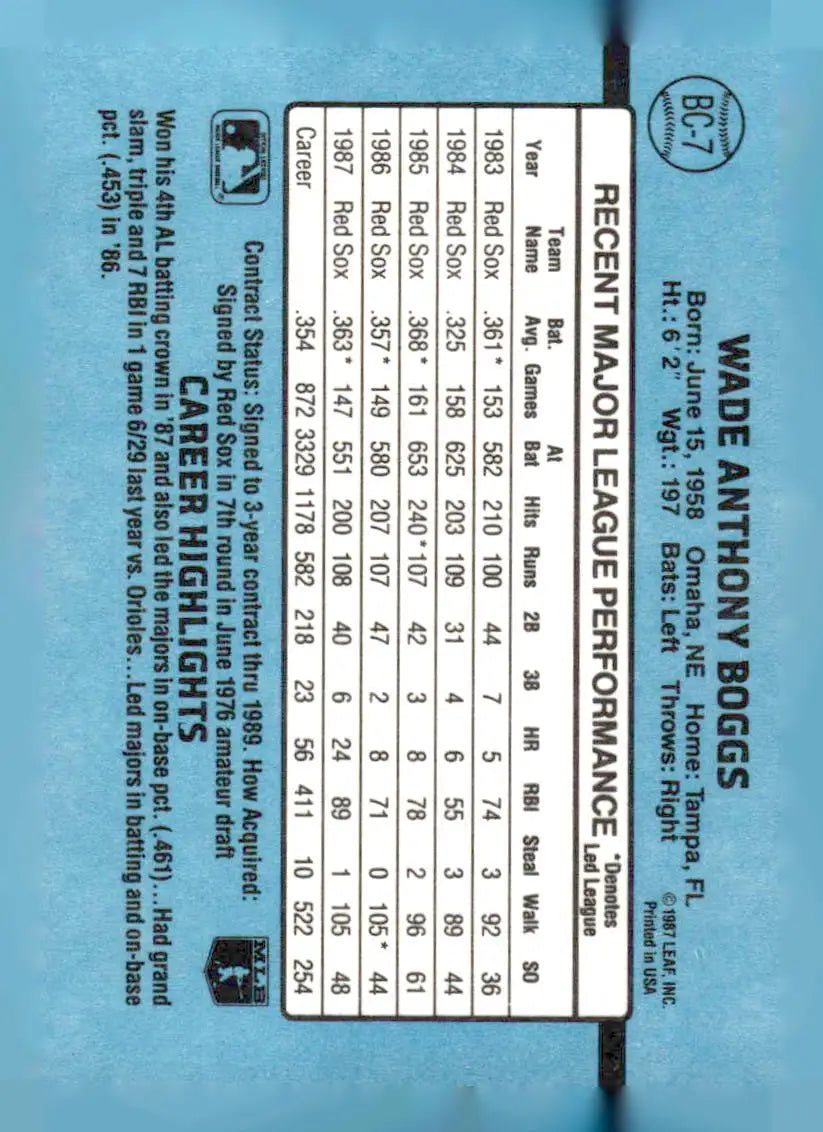 BC-7
WADE ANTHONY BOGGS
Born: June 15, 1958 Omaha, NE Home: Tampa, FL
Ht.: 6'2" Wgt.: 197 Bats: Left Throws: Right
©1987 LEAF, INC.
Printed in USA
RECENT MAJOR LEAGUE PERFORMANCE *Denotes Led League
Year Team Name Bat. Avg. Games At Bat Hits Runs 2B 3B HR RBI Steal Walk SO
1983 Red Sox .361* 153 582 210 100 44 7 5 74 3 92 36
1984 Red Sox .325 158 625 203 109 31 4 6 55 3 89 44
1985 Red Sox .368* 161 653 240* 107 42 3 8 78 2 96 61
1986 Red Sox .357* 149 580 207 107 47 2 8 71 0 105* 44
1987 Red Sox .363* 147 551 200 108 40 6 24 89 1 105 48
Career .354 872 3329 1178 582 218 23 56 411 10 522 254
Contract Status: Signed to 3-year contract thru 1989. How Acquired:
Signed by Red Sox in 7th round in June 1976 amateur draft
MLB
CAREER HIGHLIGHTS
Won his 4th AL batting crown in '87 and also led the majors in on-base pct. (.461)...Had grand
slam, triple and 7 RBI in 1 game 6/29 last year vs. Orioles...Led majors in batting and on-base
pct. (.453) in '86.